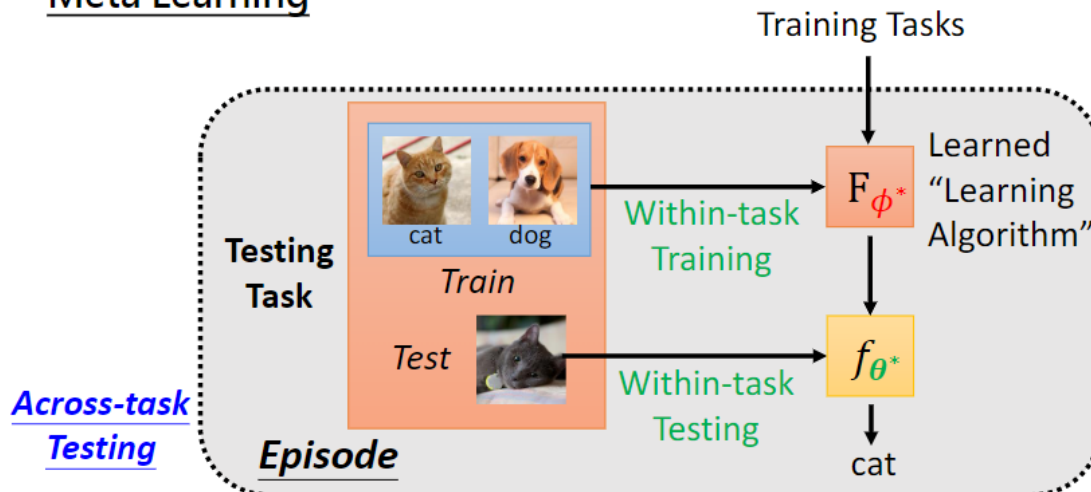 Meta Learning
Training Tasks
Testing
Task
cat
dog
Train
Test
Within-task
Training
Within-task
Testing
F𝜙*
Learned
“Learning
Algorithm”
f𝜽*
cat
Across-task
Testing
Episode